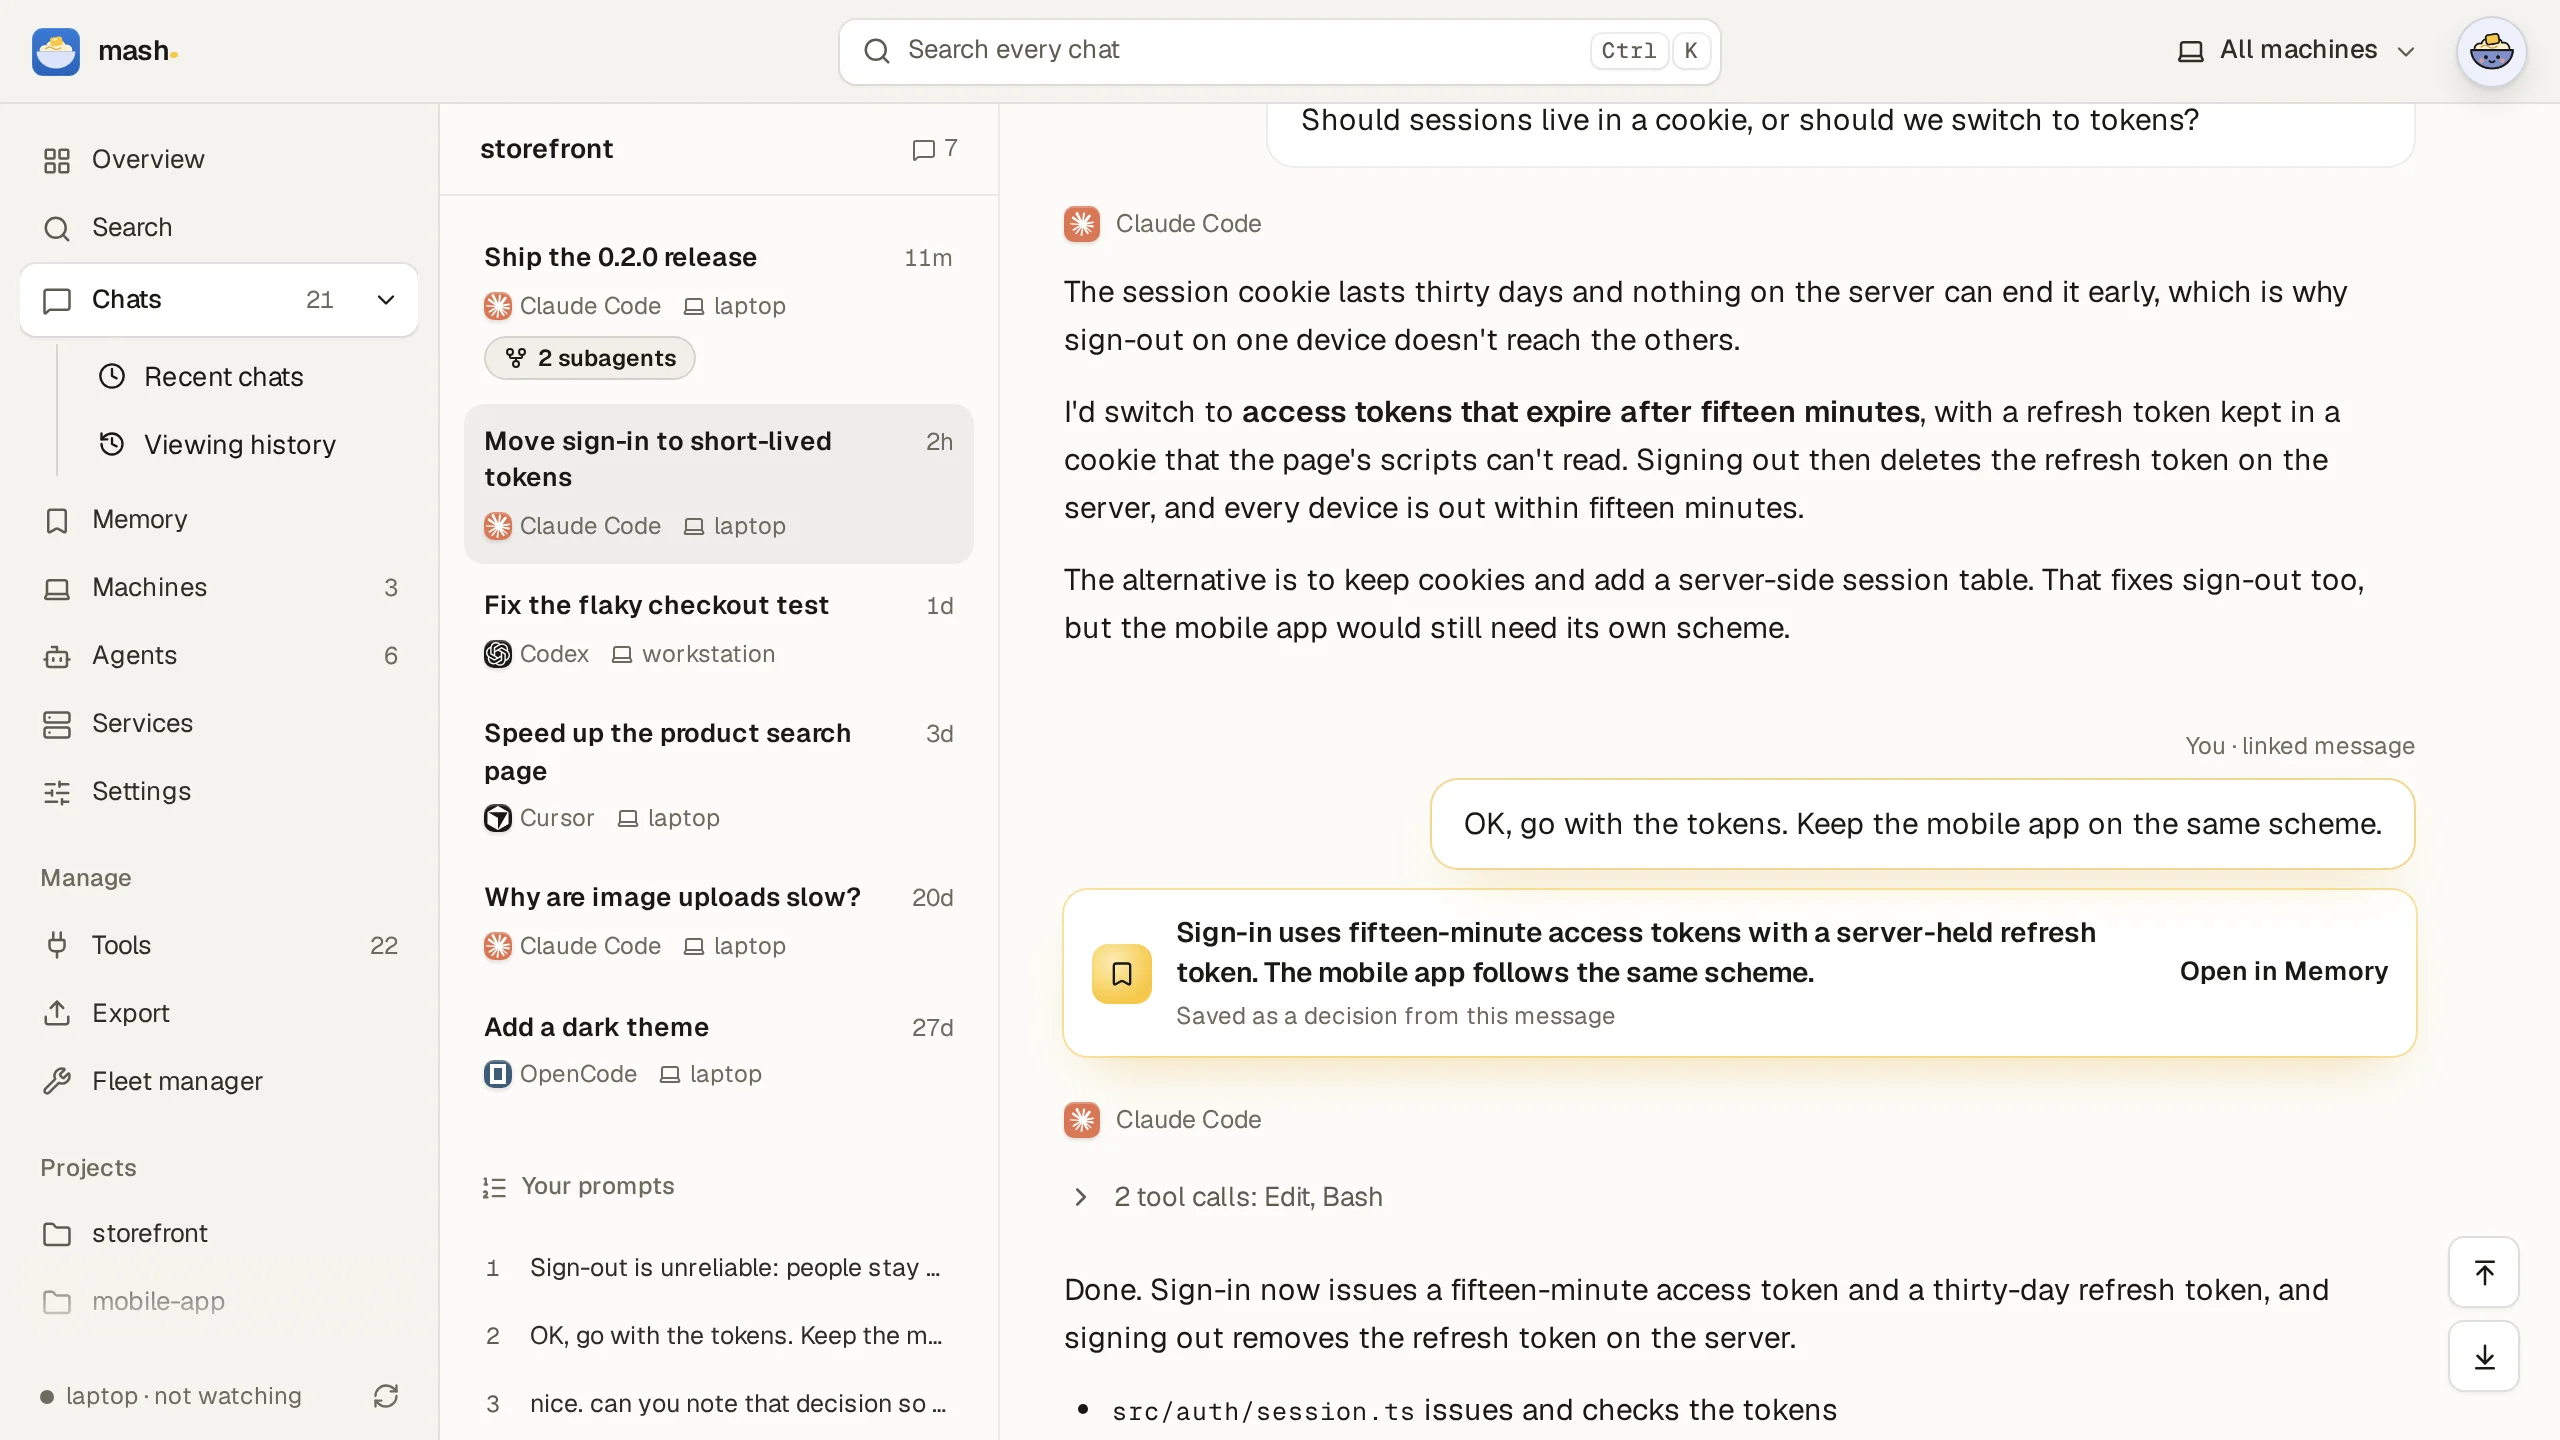 mash.
Search every chat
Ctrl K
All machines
Overview
Search
Chats 21
Recent chats
Viewing history
Memory
Machines 3
Agents 6
Services
Settings
Manage
Tools 22
Export
Fleet manager
Projects
storefront
mobile-app
laptop · not watching
storefront 7
Ship the 0.2.0 release 11m
Claude Code laptop
2 subagents
Move sign-in to short-lived 2h
tokens
Claude Code laptop
Fix the flaky checkout test 1d
Codex workstation
Speed up the product search 3d
page
Cursor laptop
Why are image uploads slow? 20d
Claude Code laptop
Add a dark theme 27d
OpenCode laptop
Your prompts
1 Sign-out is unreliable: people stay ...
2 OK, go with the tokens. Keep the m...
3 nice. can you note that decision so ...
Should sessions live in a cookie, or should we switch to tokens?
Claude Code
The session cookie lasts thirty days and nothing on the server can end it early, which is why
sign-out on one device doesn't reach the others.
I'd switch to access tokens that expire after fifteen minutes, with a refresh token kept in a
cookie that the page's scripts can't read. Signing out then deletes the refresh token on the
server, and every device is out within fifteen minutes.
The alternative is to keep cookies and add a server-side session table. That fixes sign-out too,
but the mobile app would still need its own scheme.
You · linked message
OK, go with the tokens. Keep the mobile app on the same scheme.
Sign-in uses fifteen-minute access tokens with a server-held refresh
token. The mobile app follows the same scheme.
Saved as a decision from this message
Open in Memory
Claude Code
2 tool calls: Edit, Bash
Done. Sign-in now issues a fifteen-minute access token and a thirty-day refresh token, and
signing out removes the refresh token on the server.
• src/auth/session.ts issues and checks the tokens